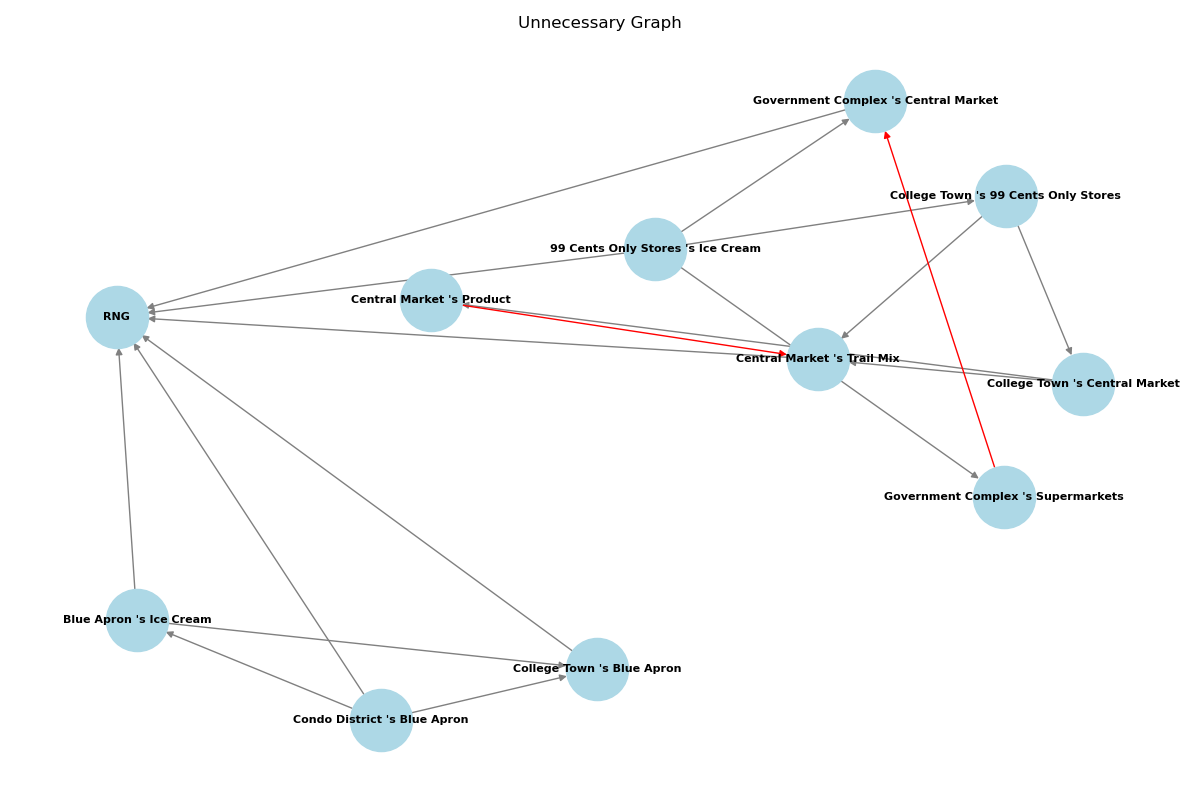 Unnecessary Graph
Government Complex 's Central Market
College Town 's 99 Cents Only Stores
99 Cents Only Stores 's Ice Cream
Central Market 's Product
RNG
Central Market 's Trail Mix
College Town 's Central Market
Government Complex 's Supermarkets
Blue Apron 's Ice Cream
College Town 's Blue Apron
Condo District 's Blue Apron